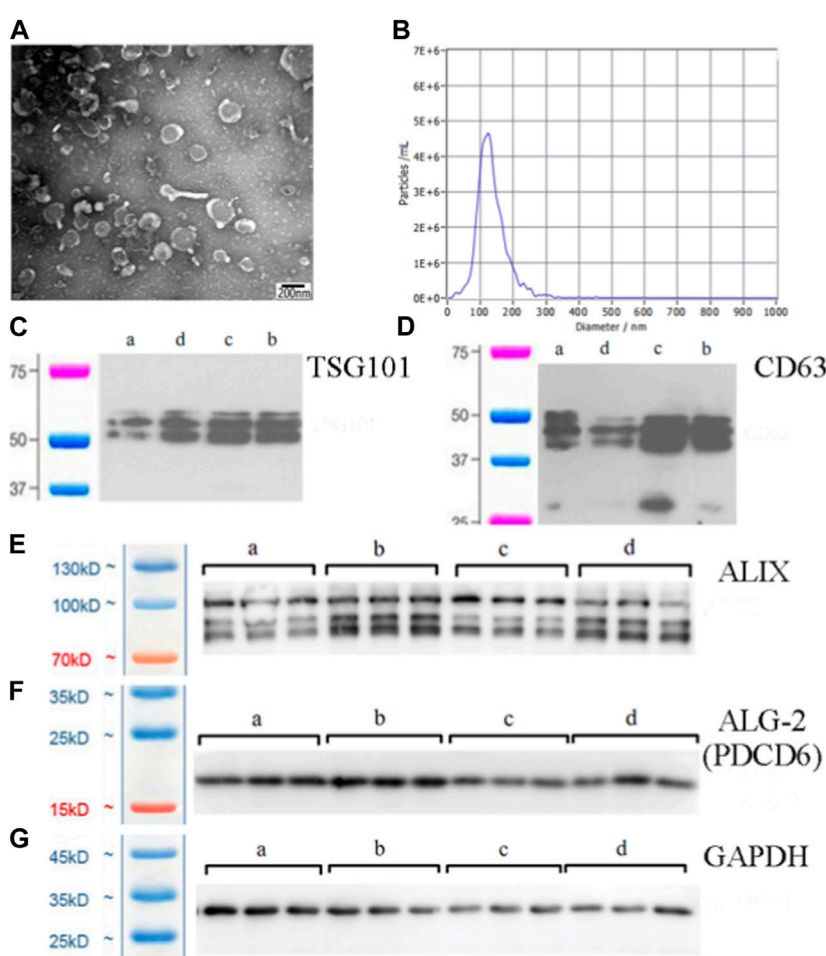 A
200nm
B
7E+6
6E+6
5E+6
4E+6
3E+6
2E+6
1E+6
0E+0
Particles /mL
0 100 200 300 400 500 600 700 800 900 1000
Diameter / nm
C
a d c b
75
50
37
TSG101
TSG101
D
a d c b
75
50
37
25
CD63
CD63
E
130kD ~
100kD ~
70kD ~
a b c d
ALIX
F
35kD ~
25kD ~
15kD ~
a b c d
ALG-2
(PDCD6)
G
45kD ~
35kD ~
25kD ~
a b c d
GAPDH